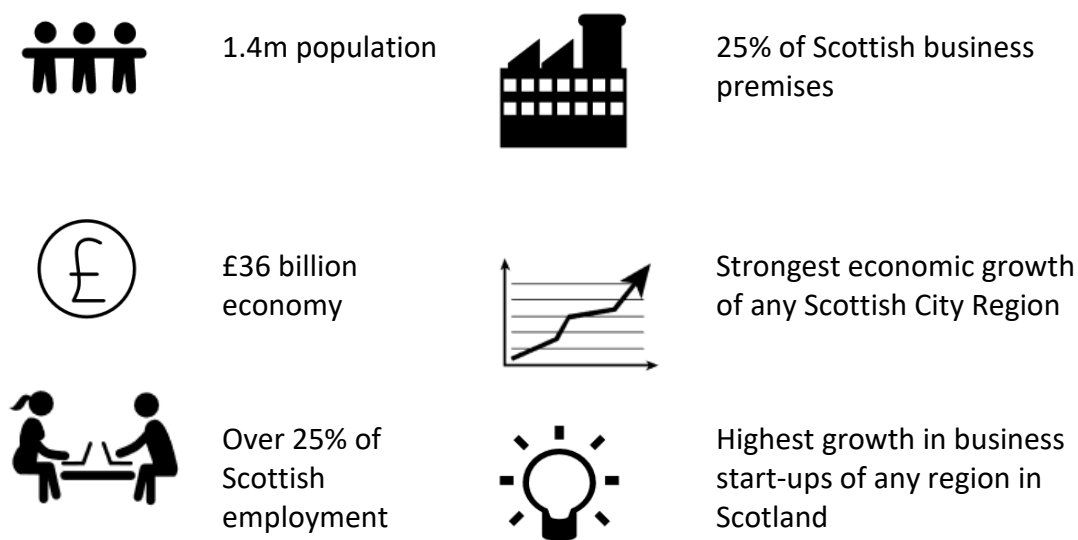 1.4m population
25% of Scottish business
premises
£36 billion
economy
Strongest economic growth
of any Scottish City Region
Over 25% of
Scottish
employment
Highest growth in business
start-ups of any region in
Scotland